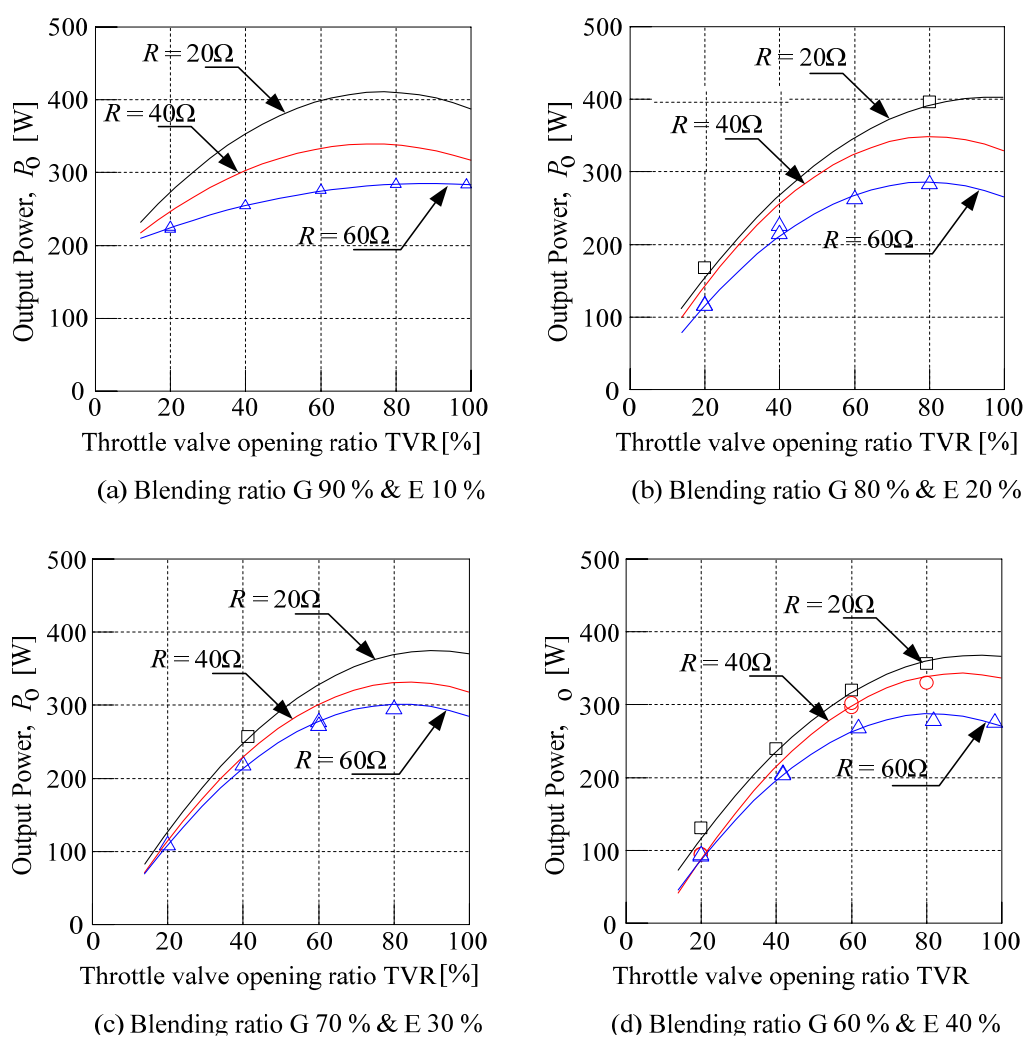 500
400
300
200
100
0
Output Power, Po [W]
R = 20Ω
R = 40Ω
R = 60Ω
0 20 40 60 80 100
Throttle valve opening ratio TVR [%]
(a) Blending ratio G 90 % & E 10 %
500
400
300
200
100
0
Output Power, Po [W]
R = 20Ω
R = 40Ω
R = 60Ω
0 20 40 60 80 100
Throttle valve opening ratio TVR [%]
(b) Blending ratio G 80 % & E 20 %
500
400
300
200
100
0
Output Power, Po [W]
R = 20Ω
R = 40Ω
R = 60Ω
0 20 40 60 80 100
Throttle valve opening ratio TVR [%]
(c) Blending ratio G 70 % & E 30 %
500
400
300
200
100
0
Output Power, o [W]
R = 20Ω
R = 40Ω
R = 60Ω
0 20 40 60 80 100
Throttle valve opening ratio TVR
(d) Blending ratio G 60 % & E 40 %